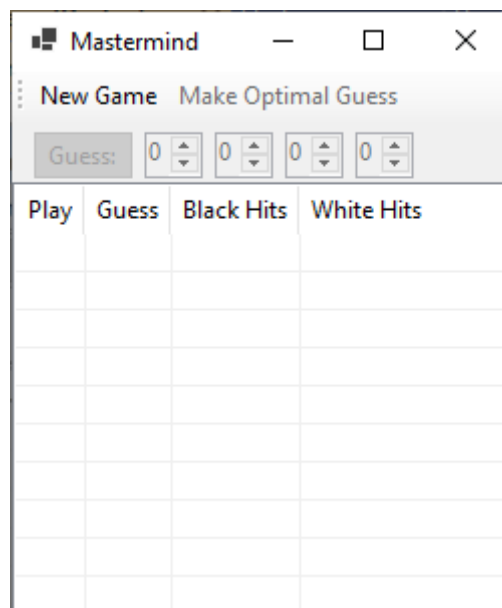 Mastermind
New Game Make Optimal Guess
Guess: 0 0 0 0
Play Guess Black Hits White Hits